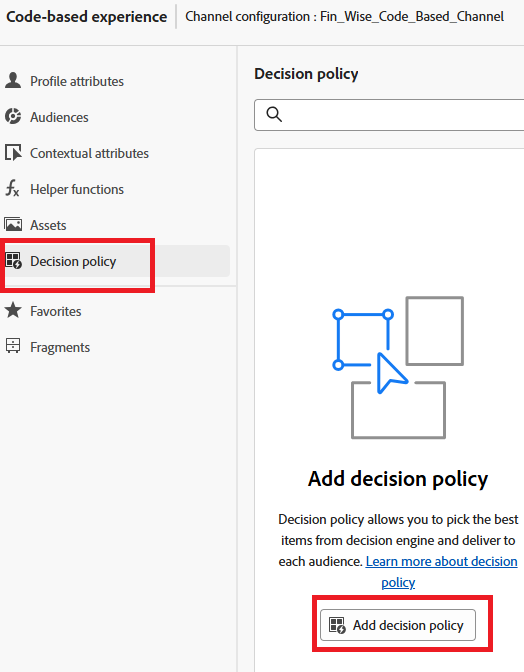 Code-based experience
Channel configuration : Fin_Wise_Code_Based_Channel
Profile attributes
Audiences
Contextual attributes
Helper functions
Assets
Decision policy
Favorites
Fragments
Decision policy
Add decision policy
Decision policy allows you to pick the best
items from decision engine and deliver to
each audience. Learn more about decision
policy
Add decision policy